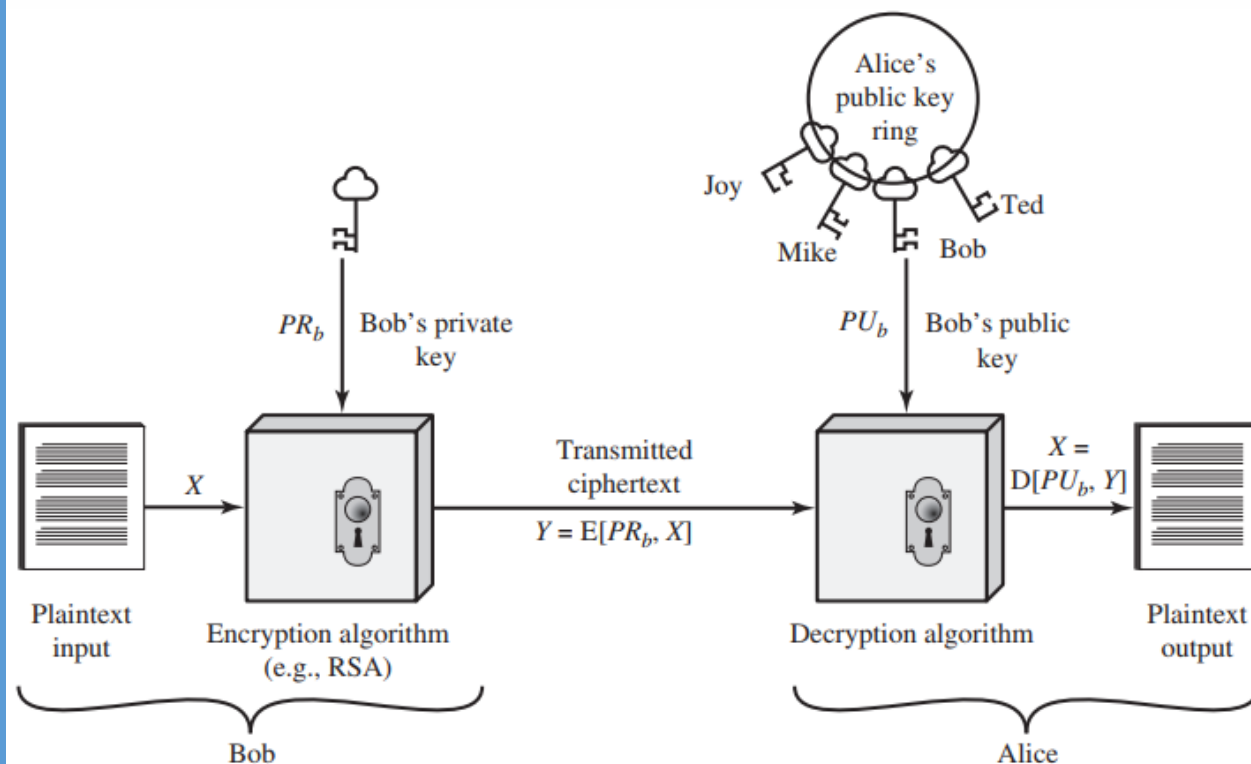 Alice's
public key
ring
Joy
Ted
Mike
Bob
PR_b
Bob's private
key
PU_b
Bob's public
key
X
Transmitted
ciphertext
Y = E[PR_b, X]
X =
D[PU_b, Y]
Plaintext
input
Encryption algorithm
(e.g., RSA)
Decryption algorithm
Plaintext
output
Bob
Alice